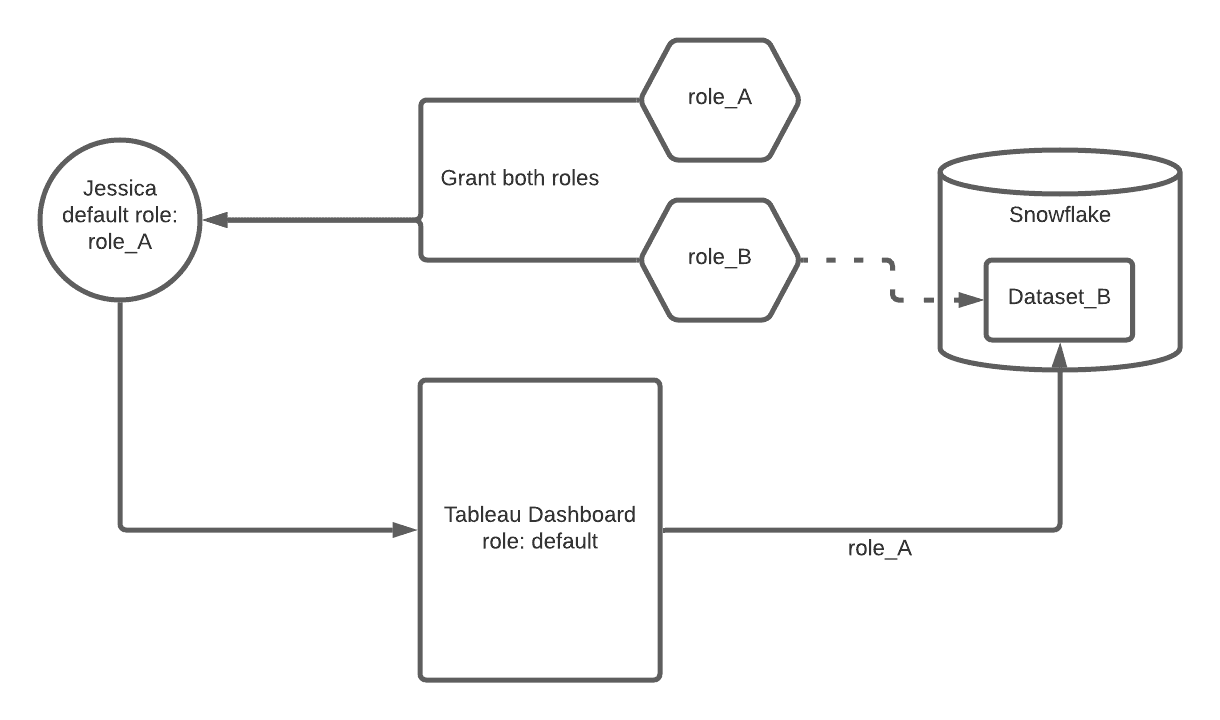 role_A
Jessica
default role:
role_A
Grant both roles
role_B
Snowflake
Dataset_B
Tableau Dashboard
role: default
role_A